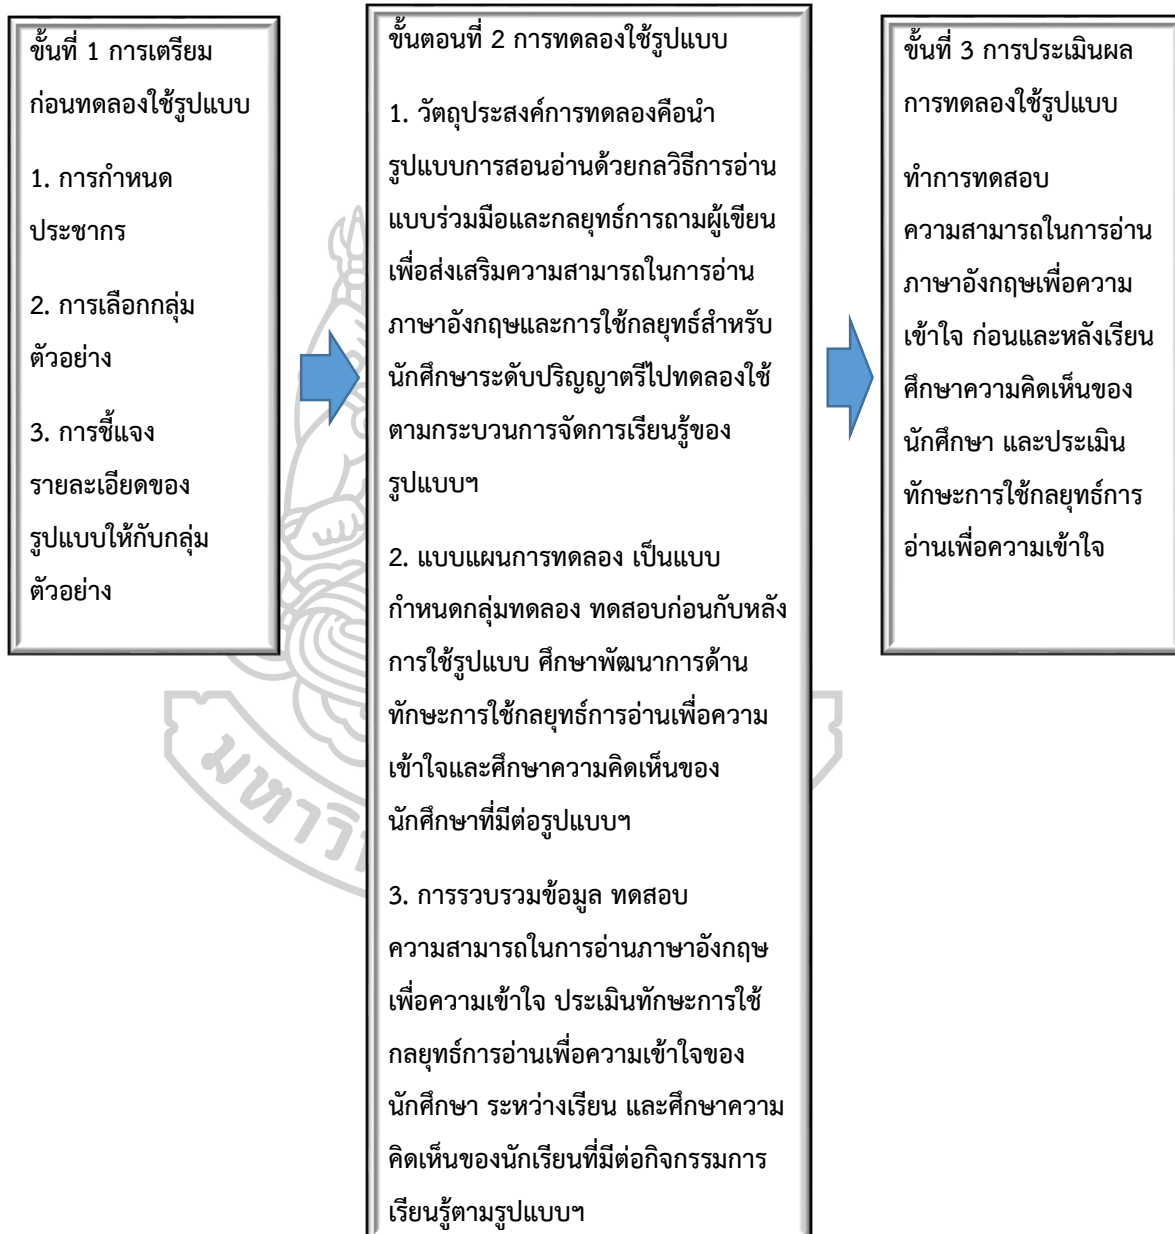 ขั้นที่ 1 การเตรียม
ก่อนทดลองใช้รูปแบบ
1. การกำหนด
ประชากร
2. การเลือกกลุ่ม
ตัวอย่าง
3. การชี้แจง
รายละเอียดของ
รูปแบบให้กับกลุ่ม
ตัวอย่าง
ขั้นตอนที่ 2 การทดลองใช้รูปแบบ
1. วัตถุประสงค์การทดลองคือนำ
รูปแบบการสอนอ่านด้วยกลวิธีการอ่าน
แบบร่วมมือและกลยุทธ์การถามผู้เขียน
เพื่อส่งเสริมความสามารถในการอ่าน
ภาษาอังกฤษและการใช้กลยุทธ์สำหรับ
นักศึกษาระดับปริญญาตรีไปทดลองใช้
ตามกระบวนการจัดการเรียนรู้ของ
รูปแบบฯ
2. แบบแผนการทดลอง เป็นแบบ
กำหนดกลุ่มทดลอง ทดสอบก่อนกับหลัง
การใช้รูปแบบ ศึกษาพัฒนาการด้าน
ทักษะการใช้กลยุทธ์การอ่านเพื่อความ
เข้าใจและศึกษาความคิดเห็นของ
นักศึกษาที่มีต่อรูปแบบฯ
3. การรวบรวมข้อมูล ทดสอบ
ความสามารถในการอ่านภาษาอังกฤษ
เพื่อความเข้าใจ ประเมินทักษะการใช้
กลยุทธ์การอ่านเพื่อความเข้าใจของ
นักศึกษา ระหว่างเรียน และศึกษาความ
คิดเห็นของนักเรียนที่มีต่อกิจกรรมการ
เรียนรู้ตามรูปแบบฯ
ขั้นที่ 3 การประเมินผล
การทดลองใช้รูปแบบ
ทำการทดสอบ
ความสามารถในการอ่าน
ภาษาอังกฤษเพื่อความ
เข้าใจ ก่อนและหลังเรียน
ศึกษาความคิดเห็นของ
นักศึกษา และประเมิน
ทักษะการใช้กลยุทธ์การ
อ่านเพื่อความเข้าใจ